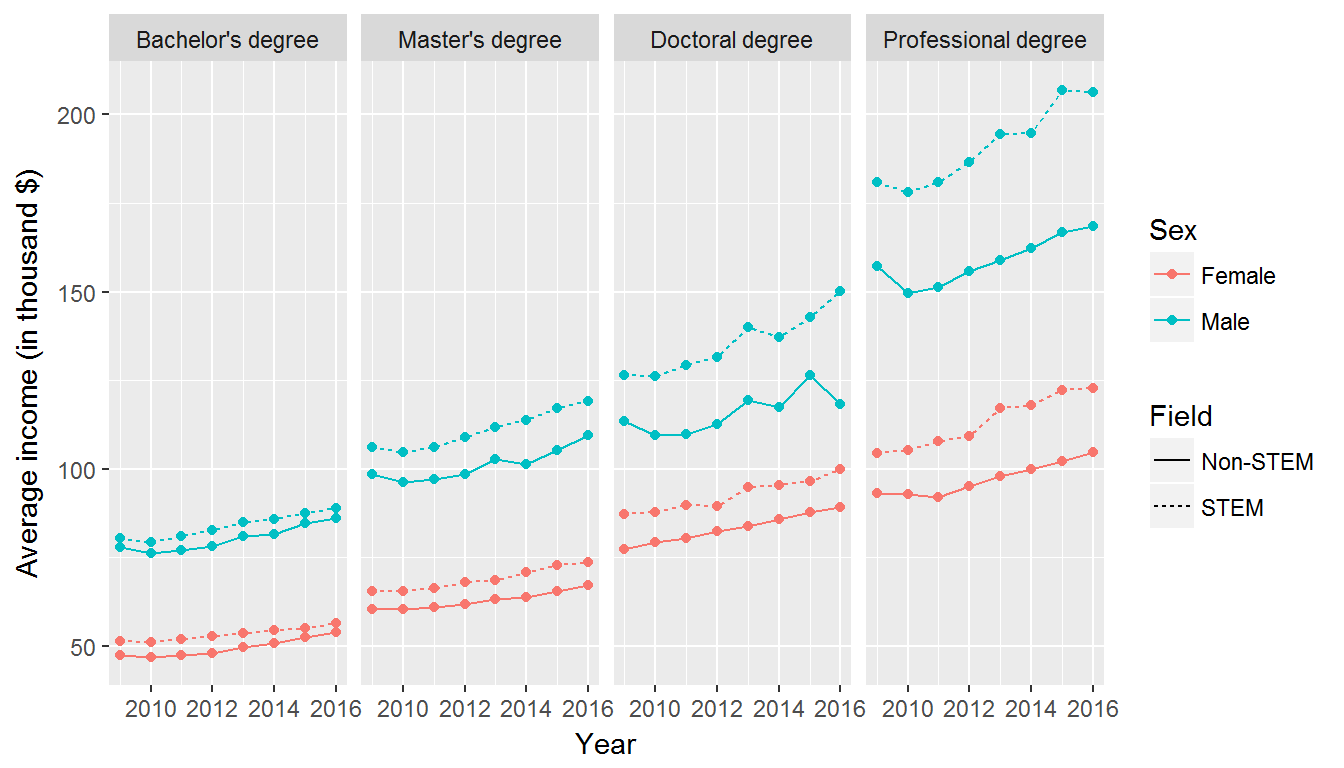 Bachelor's degree
Master's degree
Doctoral degree
Professional degree
200
150
100
50
Average income (in thousand $)
2010 2012 2014 2016
2010 2012 2014 2016
2010 2012 2014 2016
2010 2012 2014 2016
Year
Sex
Female
Male
Field
Non-STEM
STEM